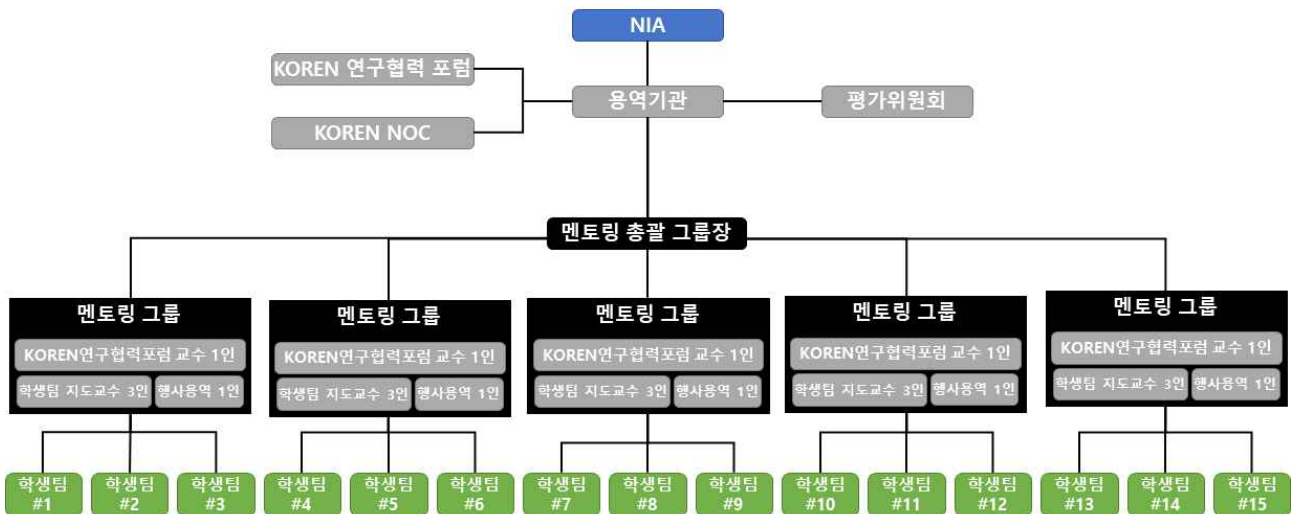 NIA
KOREN 연구협력 포럼
용역기관
평가위원회
KOREN NOC
멘토링 총괄 그룹장
멘토링 그룹
KOREN연구협력포럼 교수 1인
학생팀 지도교수 3인
행사용역 1인
멘토링 그룹
KOREN연구협력포럼 교수 1인
학생팀 지도교수 3인
행사용역 1인
멘토링 그룹
KOREN연구협력포럼 교수 1인
학생팀 지도교수 3인
행사용역 1인
멘토링 그룹
KOREN연구협력포럼 교수 1인
학생팀 지도교수 3인
행사용역 1인
멘토링 그룹
KOREN연구협력포럼 교수 1인
학생팀 지도교수 3인
행사용역 1인
학생팀
#1
학생팀
#2
학생팀
#3
학생팀
#4
학생팀
#5
학생팀
#6
학생팀
#7
학생팀
#8
학생팀
#9
학생팀
#10
학생팀
#11
학생팀
#12
학생팀
#13
학생팀
#14
학생팀
#15